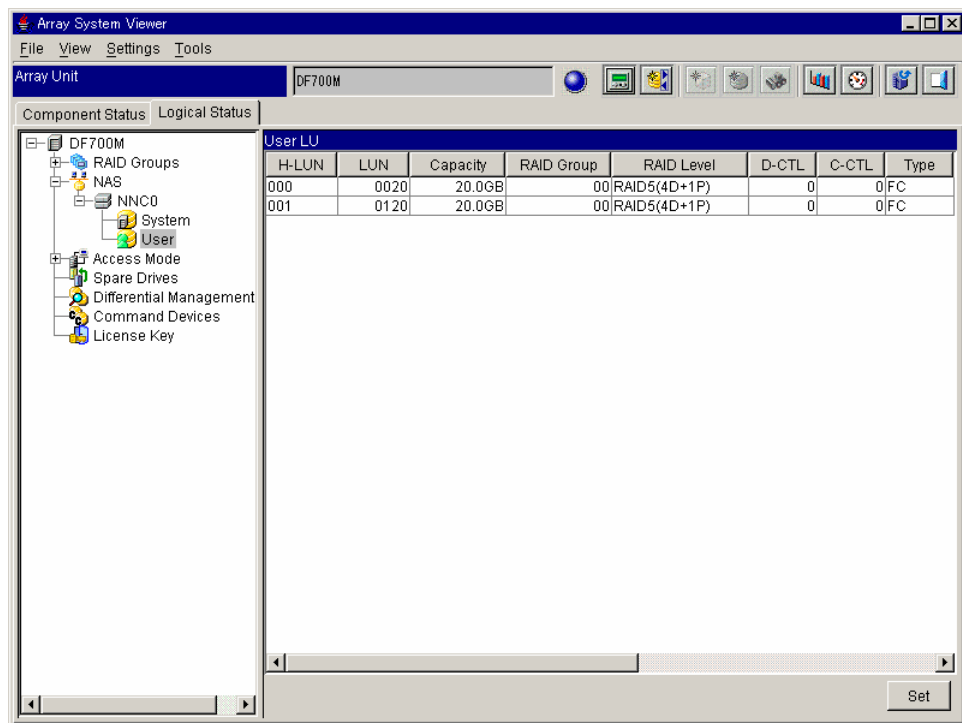 Array System Viewer
File View Settings Tools
Array Unit
DF700M
Component Status Logical Status
DF700M
RAID Groups
NAS
NNC0
System
User
Access Mode
Spare Drives
Differential Management
Command Devices
License Key
User LU
H-LUN LUN Capacity RAID Group RAID Level D-CTL C-CTL Type
000 0020 20.0GB 00 RAID5(4D+1P) 0 0 FC
001 0120 20.0GB 00 RAID5(4D+1P) 0 0 FC
Set